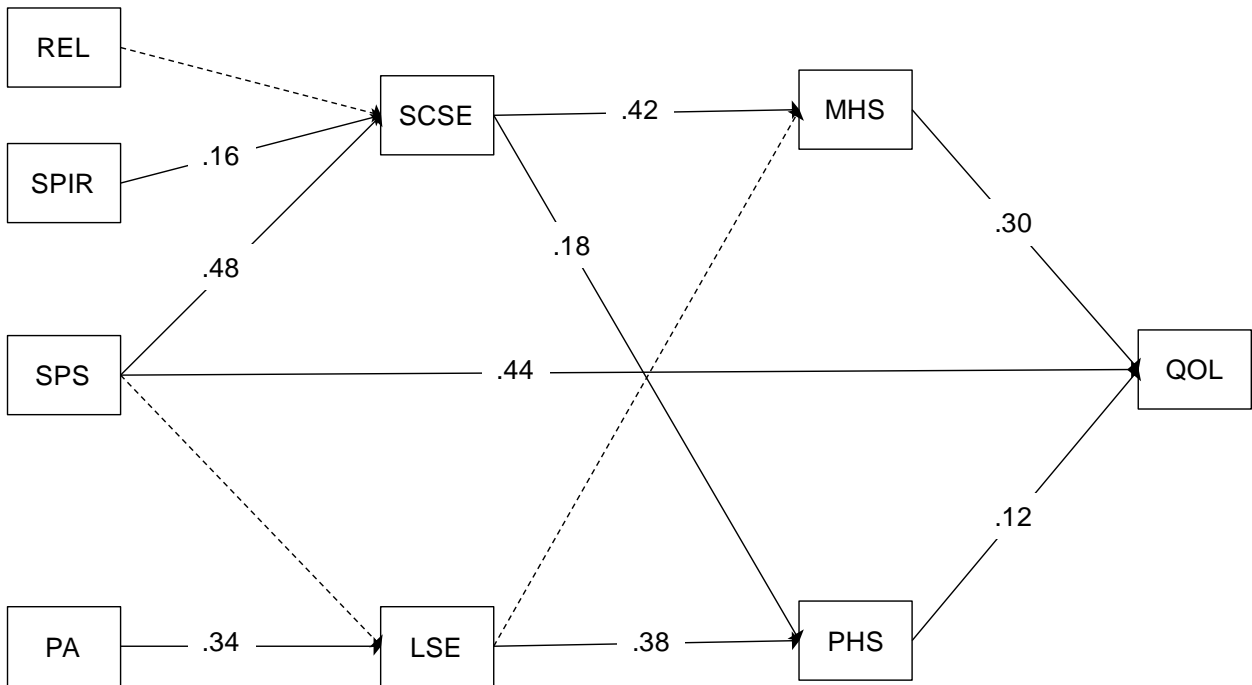 REL
SCSE
.42
MHS
SPIR
.16
.18
.30
.48
SPS
.44
QOL
.12
PA
.34
LSE
.38
PHS